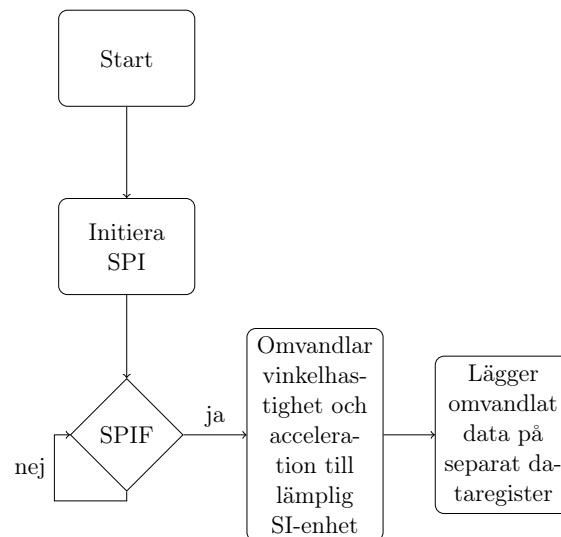 Start
Initiera
SPI
SPIF
ja
nej
Omvandlar
vinkelhas-
tighet och
accelera-
tion till
lämplig
SI-enhet
Lägger
omvandlat
data på
separat da-
taregister